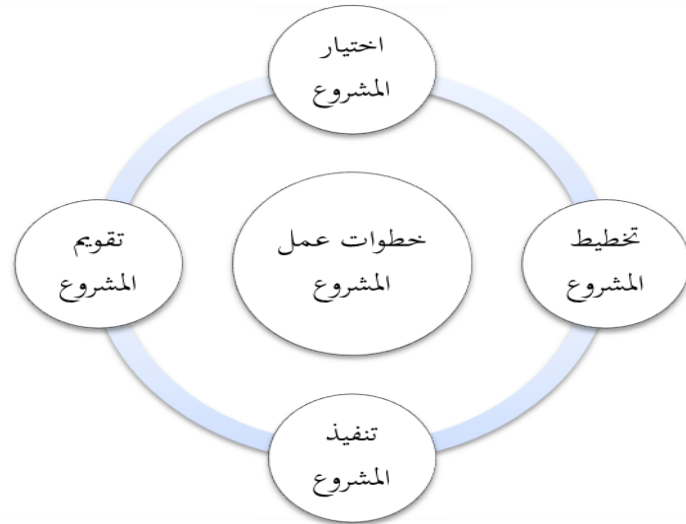 اختيار
المشروع
تخطيط
المشروع
خطوات عمل
المشروع
تقويم
المشروع
تنفيذ
المشروع